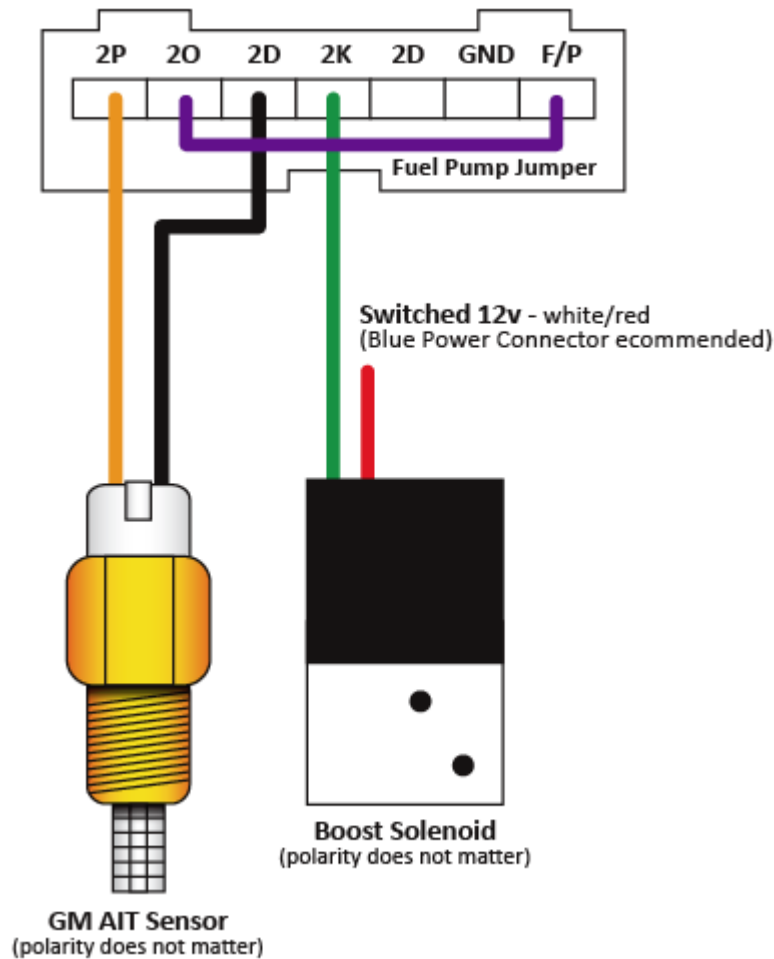 2P 2O 2D 2K 2D GND F/P
Fuel Pump Jumper
Switched 12v - white/red
(Blue Power Connector ecommended)
Boost Solenoid
(polarity does not matter)
GM AIT Sensor
(polarity does not matter)